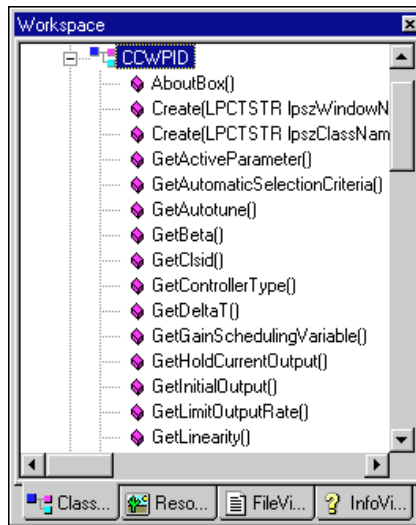 Workspace
CCWPID
AboutBox()
Create(LPCTSTR lpszWindowN
Create(LPCTSTR lpszClassNam
GetActiveParameter()
GetAutomaticSelectionCriteria()
GetAutotune()
GetBeta()
GetClsid()
GetControllerType()
GetDeltaT()
GetGainSchedulingVariable()
GetHoldCurrentOutput()
GetInitialOutput()
GetLimitOutputRate()
GetLinearity()
Class... Reso... FileVi... InfoVi...